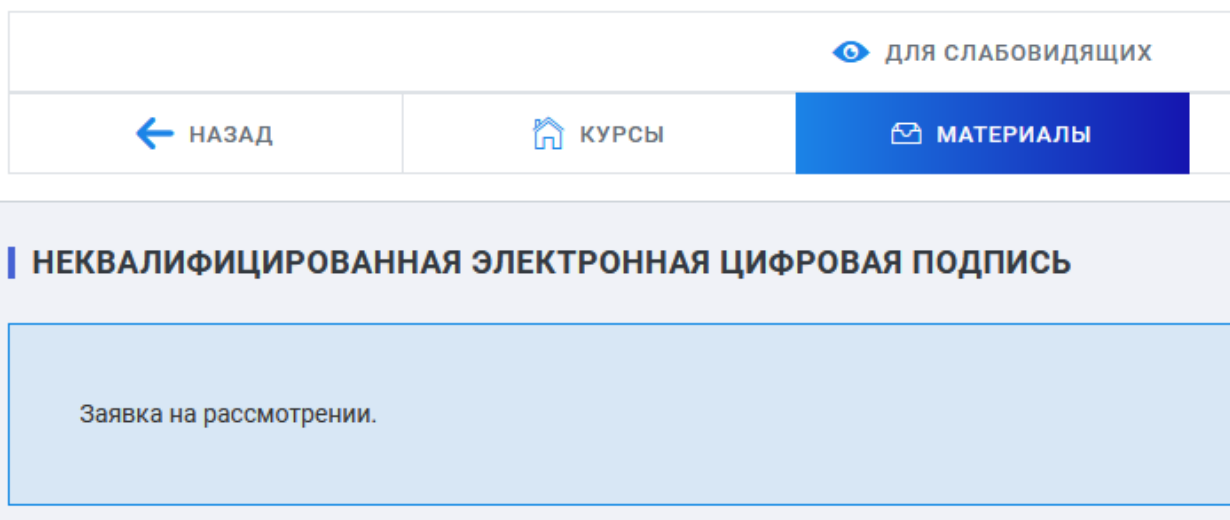 ДЛЯ СЛАБОВИДЯЩИХ
НАЗАД КУРСЫ МАТЕРИАЛЫ
НЕКВАЛИФИЦИРОВАННАЯ ЭЛЕКТРОННАЯ ЦИФРОВАЯ ПОДПИСЬ
Заявка на рассмотрении.